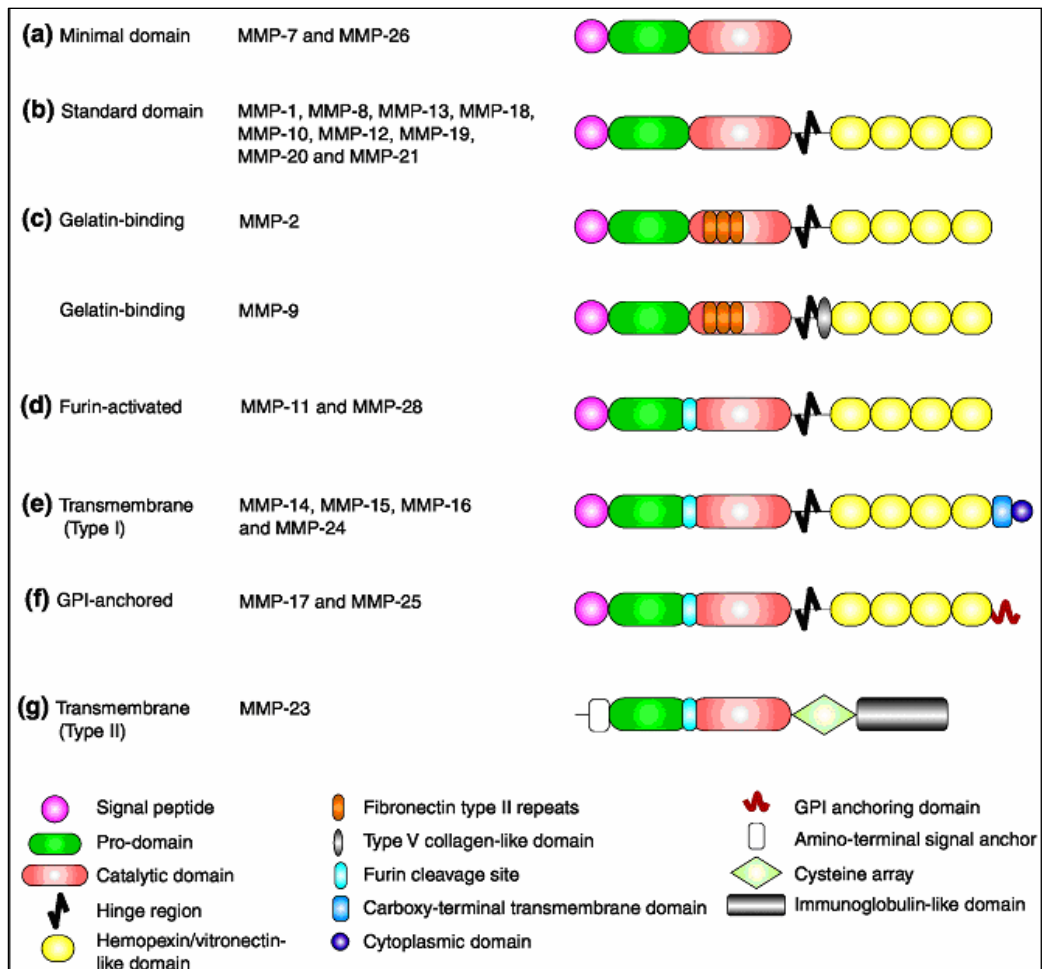 (a) Minimal domain MMP-7 and MMP-26
(b) Standard domain MMP-1, MMP-8, MMP-13, MMP-18,
MMP-10, MMP-12, MMP-19,
MMP-20 and MMP-21
(c) Gelatin-binding MMP-2
Gelatin-binding MMP-9
(d) Furin-activated MMP-11 and MMP-28
(e) Transmembrane MMP-14, MMP-15, MMP-16
(Type I) and MMP-24
(f) GPI-anchored MMP-17 and MMP-25
(g) Transmembrane MMP-23
(Type II)
Signal peptide
Pro-domain
Catalytic domain
Hinge region
Hemopexin/vitronectin-
like domain
Fibronectin type II repeats
Type V collagen-like domain
Furin cleavage site
Carboxy-terminal transmembrane domain
Cytoplasmic domain
GPI anchoring domain
Amino-terminal signal anchor
Cysteine array
Immunoglobulin-like domain